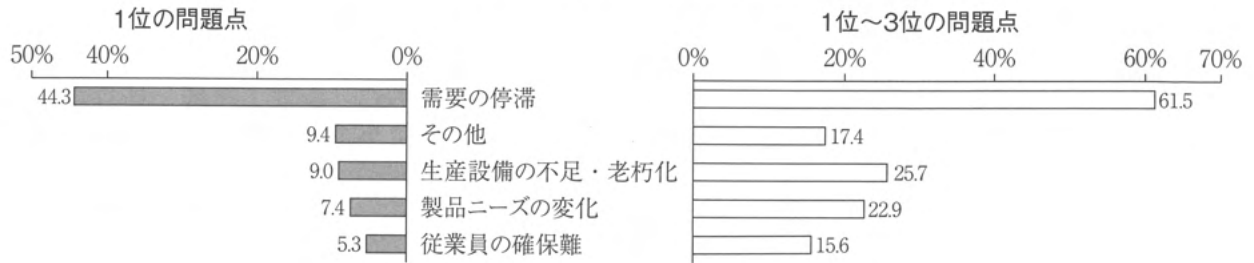 1位の問題点
1位~3位の問題点
50% 40% 20% 0%
0% 20% 40% 60% 70%
44.3 需要の停滞 61.5
9.4 その他 17.4
9.0 生産設備の不足・老朽化 25.7
7.4 製品ニーズの変化 22.9
5.3 従業員の確保難 15.6